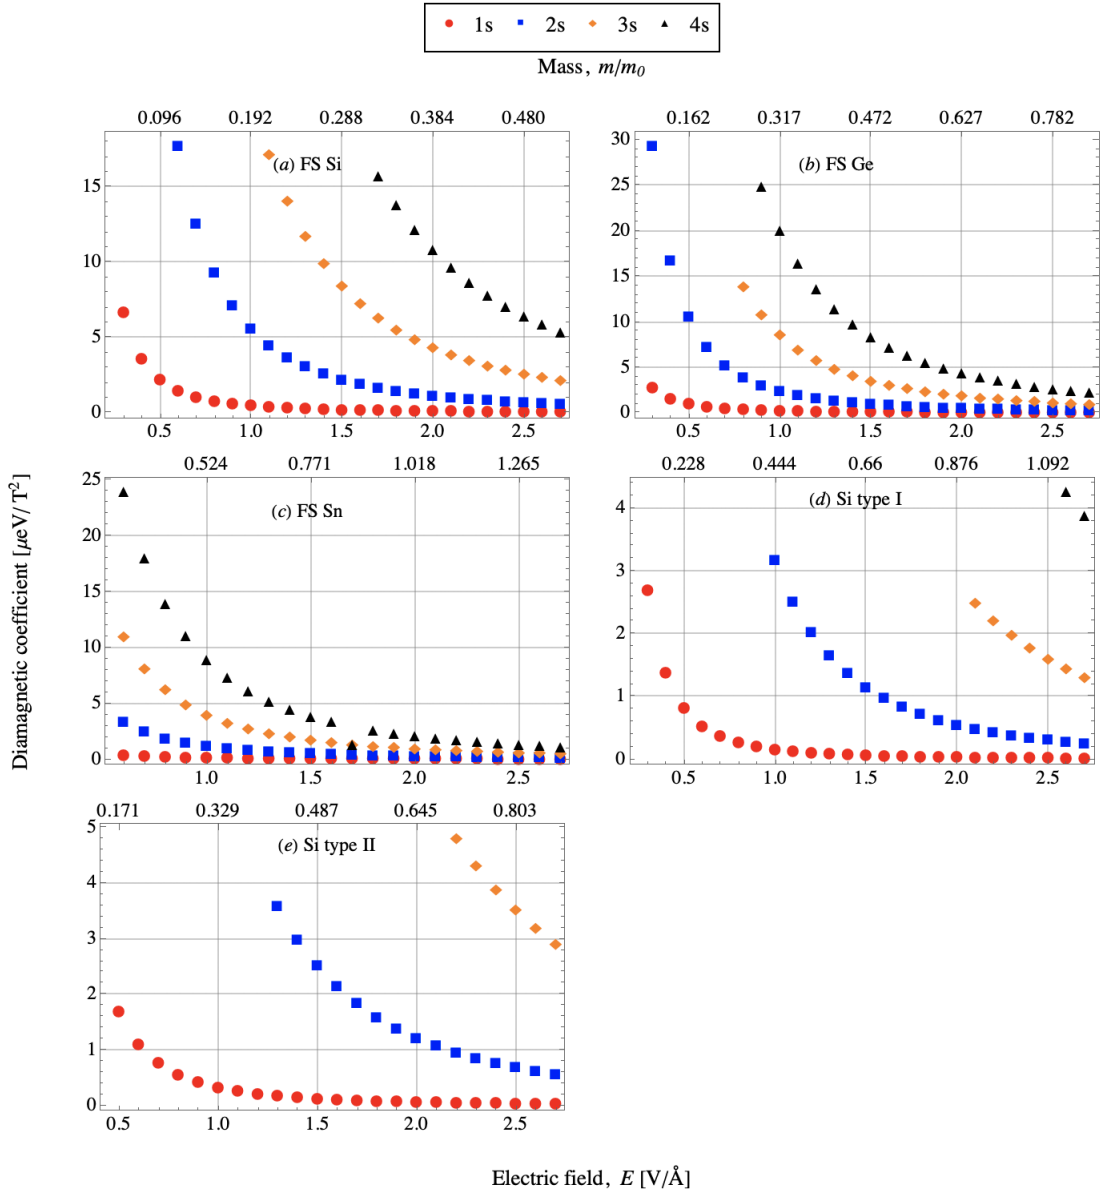 1s 2s 3s 4s
Mass, m/m0
0.096 0.192 0.288 0.384 0.480
(a) FS Si
15
10
5
0
0.5 1.0 1.5 2.0 2.5
0.162 0.317 0.472 0.627 0.782
(b) FS Ge
30
25
20
15
10
5
0
0.5 1.0 1.5 2.0 2.5
0.524 0.771 1.018 1.265
(c) FS Sn
25
20
15
10
5
0
1.0 1.5 2.0 2.5
0.228 0.444 0.66 0.876 1.092
(d) Si type I
4
3
2
1
0
0.5 1.0 1.5 2.0 2.5
0.171 0.329 0.487 0.645 0.803
(e) Si type II
5
4
3
2
1
0
0.5 1.0 1.5 2.0 2.5
Diamagnetic coefficient [μeV/ T²]
Electric field, E [V/Å]